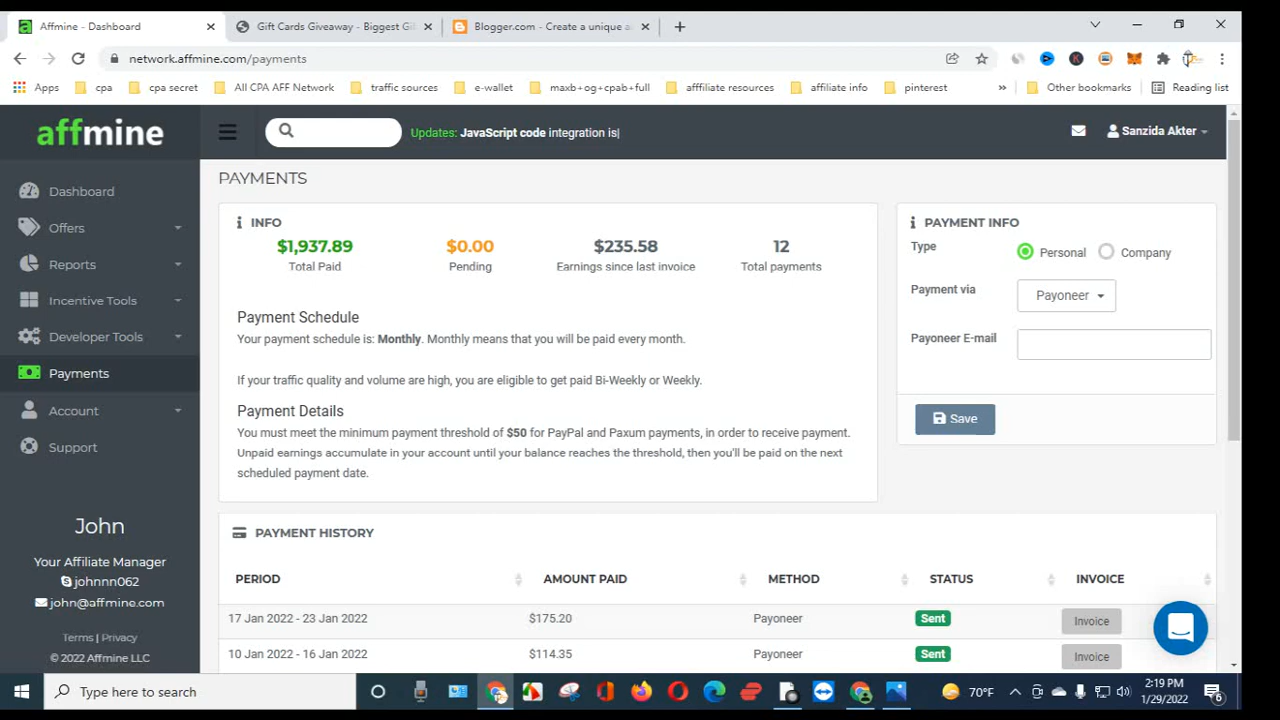 Affmine - Dashboard
Gift Cards Giveaway - Biggest Gi
Blogger.com - Create a unique a
network.affmine.com/payments
Apps
cpa
cpa secret
All CPA AFF Network
traffic sources
e-wallet
maxb+og+cpab+full
affiliate resources
affiliate info
pinterest
Other bookmarks
Reading list
affmine
Updates: JavaScript code integration is|
Sanzida Akter
Dashboard
Offers
Reports
Incentive Tools
Developer Tools
Payments
Account
Support
John
Your Affiliate Manager
johnnn062
john@affmine.com
Terms | Privacy
© 2022 Affmine LLC
PAYMENTS
INFO
$1,937.89
Total Paid
$0.00
Pending
$235.58
Earnings since last invoice
12
Total payments
Payment Schedule
Your payment schedule is: Monthly. Monthly means that you will be paid every month.
If your traffic quality and volume are high, you are eligible to get paid Bi-Weekly or Weekly.
Payment Details
You must meet the minimum payment threshold of $50 for PayPal and Paxum payments, in order to receive payment.
Unpaid earnings accumulate in your account until your balance reaches the threshold, then you'll be paid on the next
scheduled payment date.
PAYMENT INFO
Type
Personal
Company
Payment via
Payoneer
Payoneer E-mail
Save
PAYMENT HISTORY
PERIOD AMOUNT PAID METHOD STATUS INVOICE
17 Jan 2022 - 23 Jan 2022 $175.20 Payoneer Sent Invoice
10 Jan 2022 - 16 Jan 2022 $114.35 Payoneer Sent Invoice
Type here to search
70°F
2:19 PM
1/29/2022
6